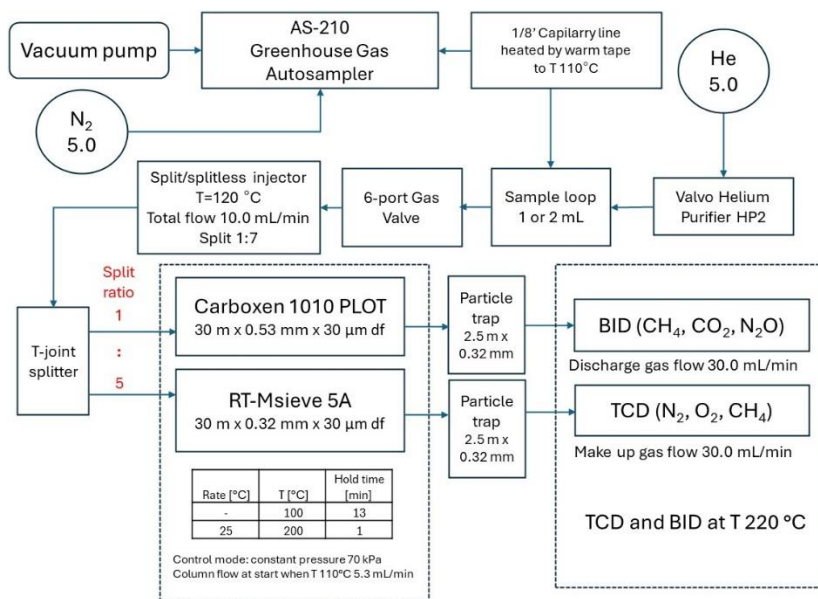 Vacuum pump
AS-210
Greenhouse Gas
Autosampler
1/8’ Capilarry line
heated by warm tape
to T 110°C
He
5.0
N₂
5.0
Split/splitless injector
T=120 °C
Total flow 10.0 mL/min
Split 1:7
6-port Gas
Valve
Sample loop
1 or 2 mL
Valvo Helium
Purifier HP2
Split
ratio
1
:
5
T-joint
splitter
Carboxen 1010 PLOT
30 m x 0.53 mm x 30 µm df
RT-Msieve 5A
30 m x 0.32 mm x 30 µm df
Particle
trap
2.5 m x
0.32 mm
Particle
trap
2.5 m x
0.32 mm
BID (CH₄, CO₂, N₂O)
Discharge gas flow 30.0 mL/min
TCD (N₂, O₂, CH₄)
Make up gas flow 30.0 mL/min
TCD and BID at T 220 °C
Rate [°C] T [°C] Hold time [min]
- 100 13
25 200 1
Control mode: constant pressure 70 kPa
Column flow at start when T 110°C 5.3 mL/min